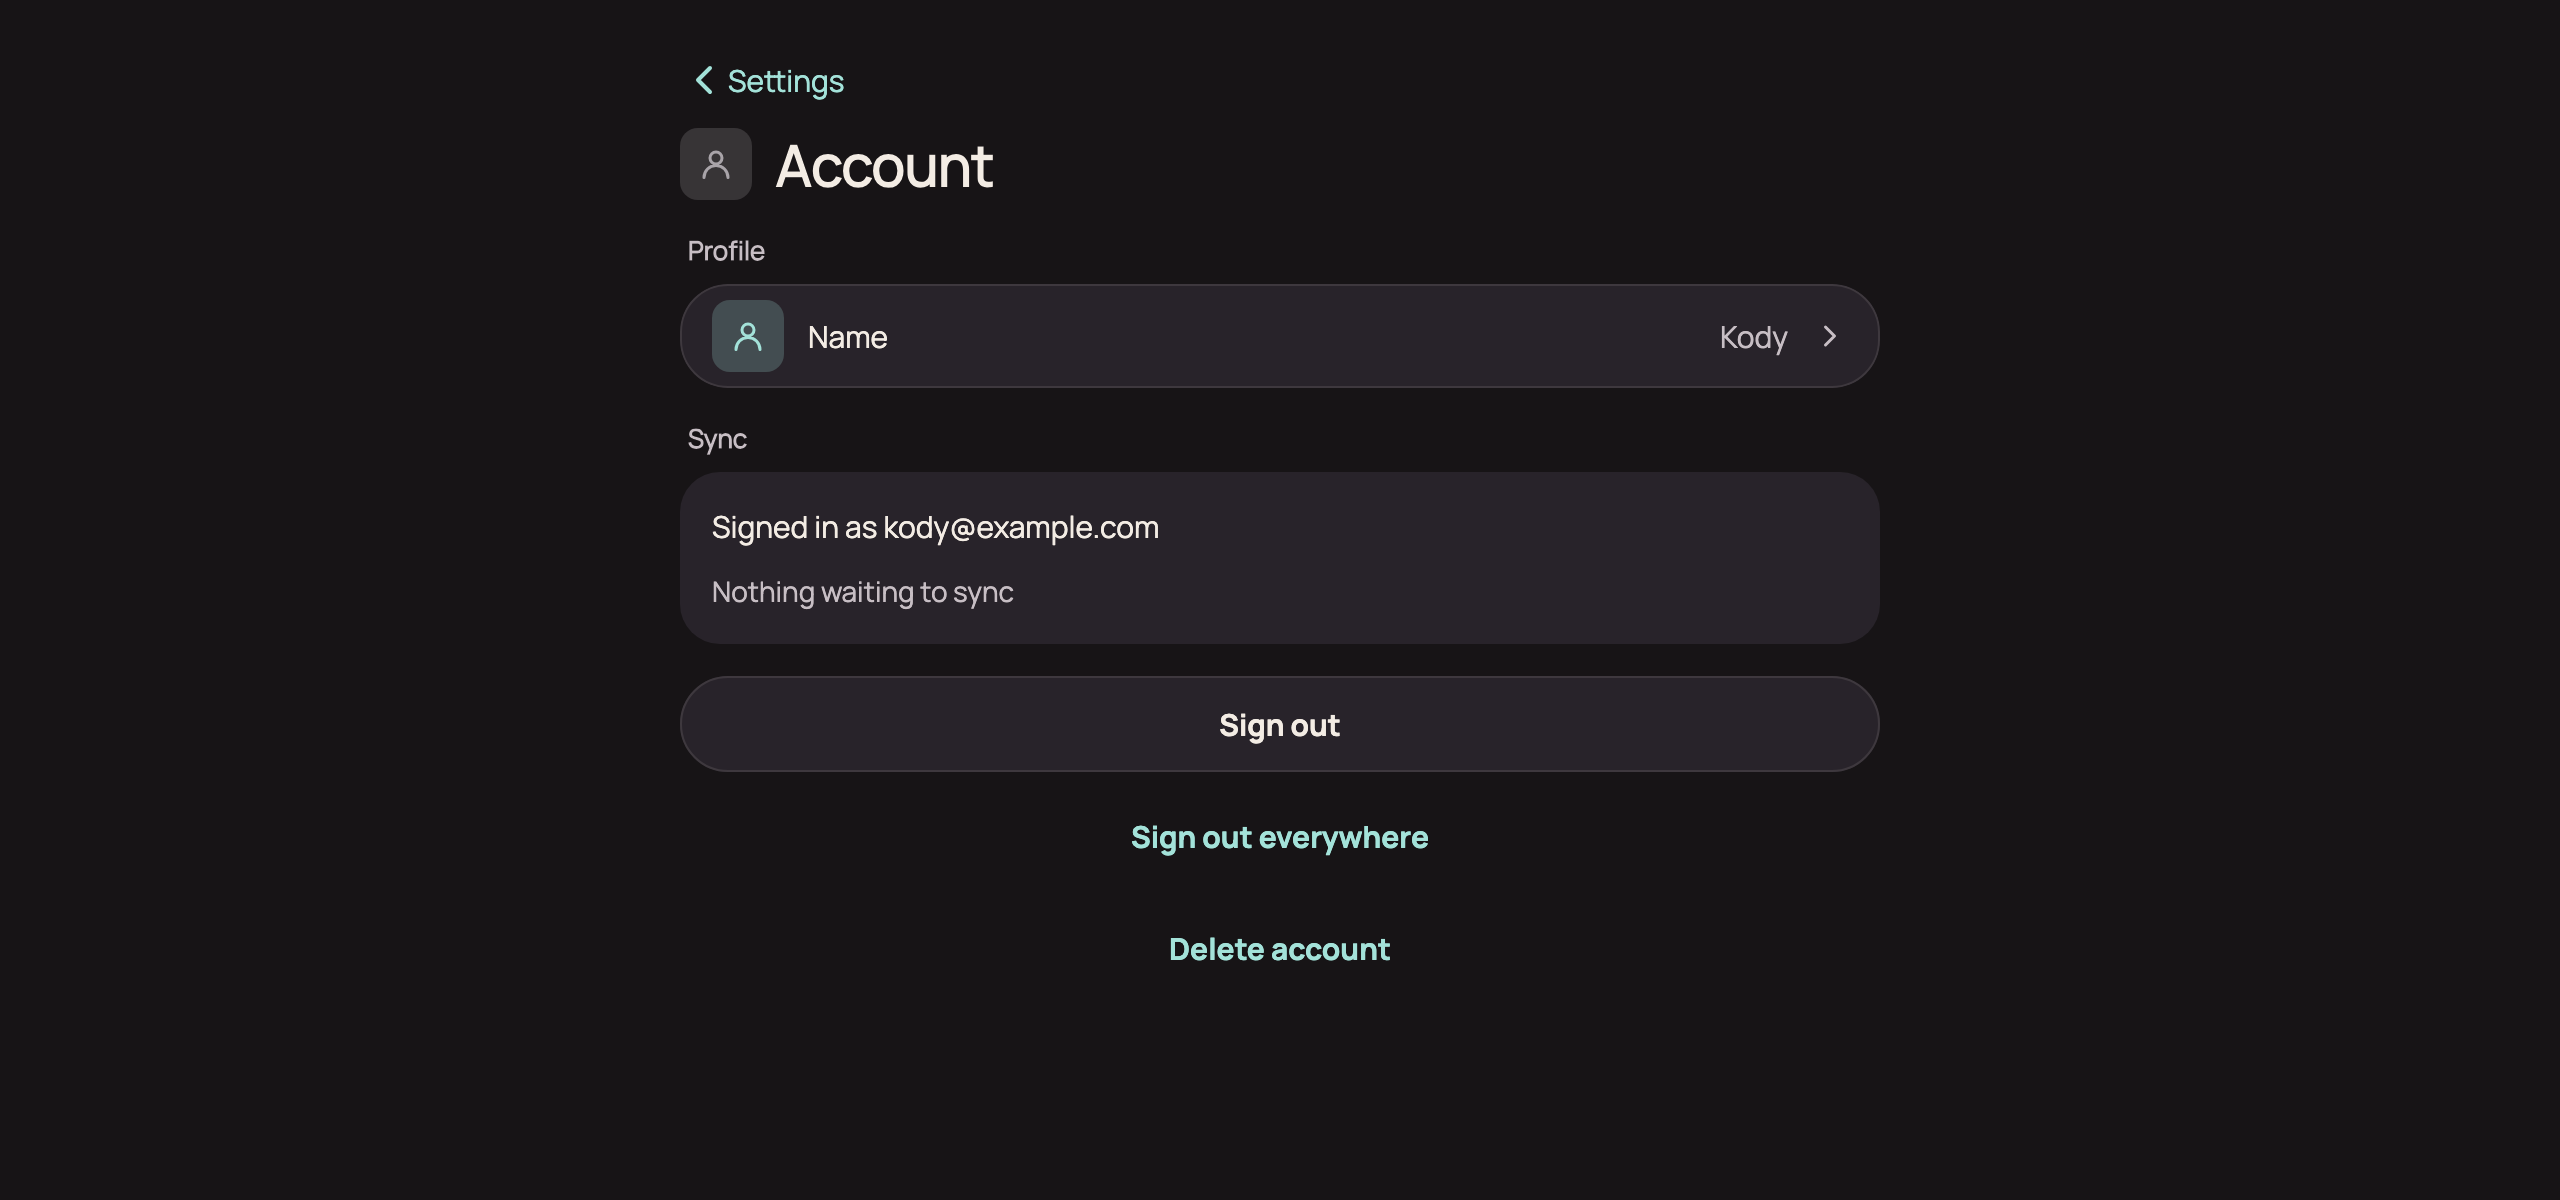 Settings
Account
Profile
Name Kody
Sync
Signed in as kody@example.com
Nothing waiting to sync
Sign out
Sign out everywhere
Delete account